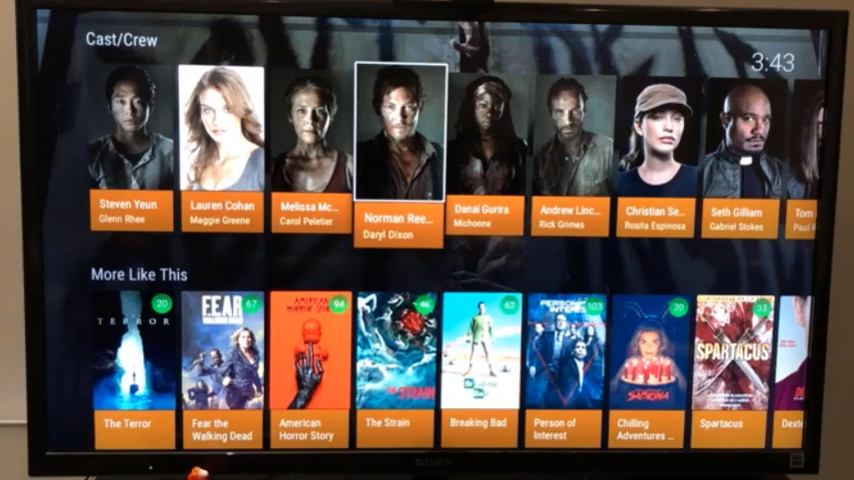 Cast/Crew
3:43
Steven Yeun
Glenn Rhee
Lauren Cohan
Maggie Greene
Melissa Mc...
Carol Peletier
Norman Ree...
Daryl Dixon
Danai Gurira
Michonne
Andrew Linc...
Rick Grimes
Christian Se...
Rosita Espinosa
Seth Gilliam
Gabriel Stokes
Tom
Paul R
More Like This
20
TERROR
67
FEAR
94
AMERICAN
HORROR STORY
46
STRAIN
62
Breaking
Bad
103
PERSON
INTEREST
20
SABRINA
33
SPARTACUS
The Terror
Fear the
Walking Dead
American
Horror Story
The Strain
Breaking Bad
Person of
Interest
Chilling
Adventures ...
Spartacus
Dext
SONY